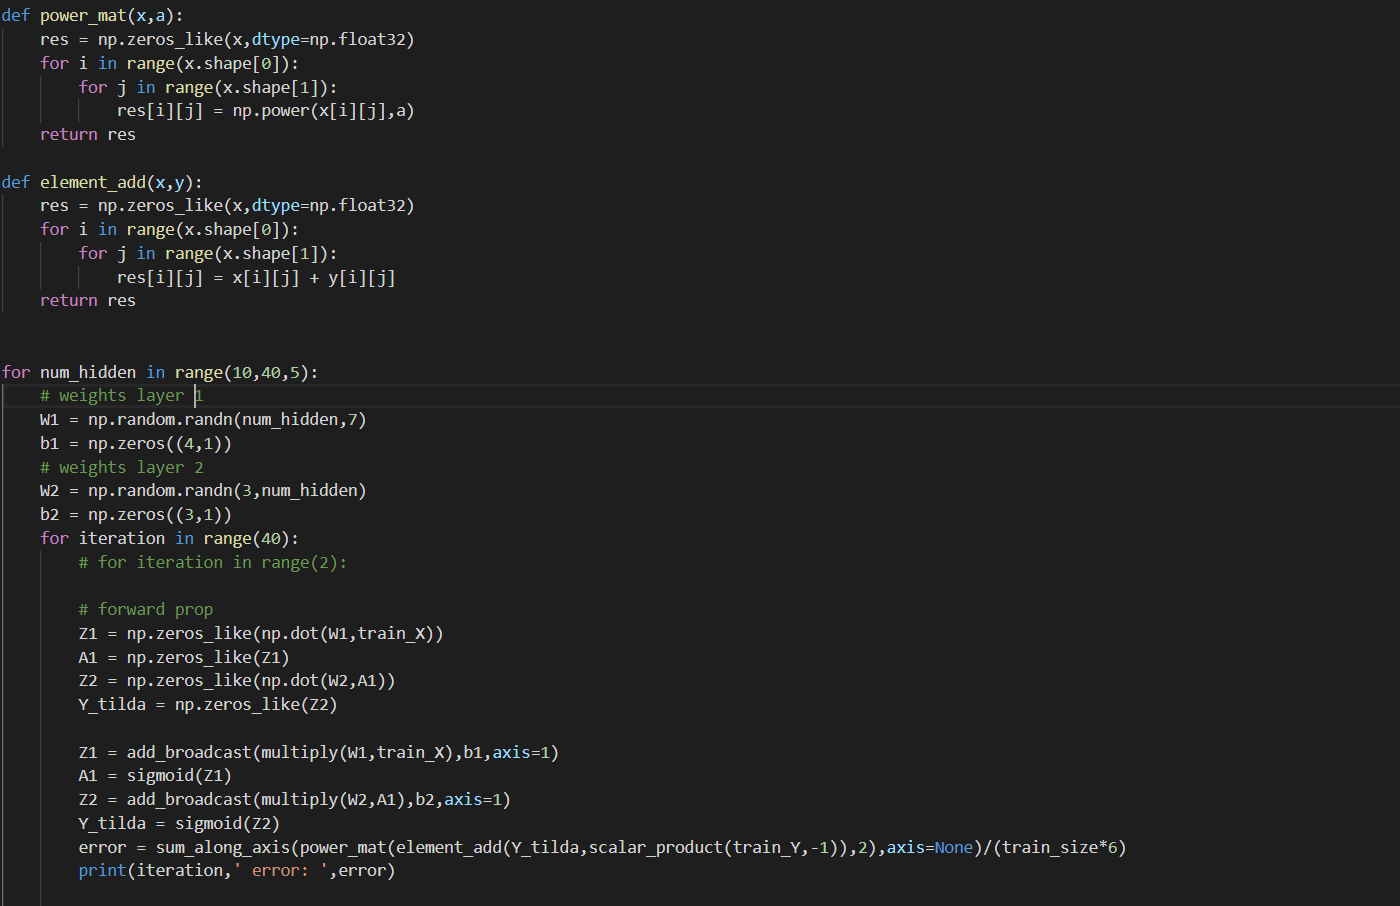 def power_mat(x,a):
    res = np.zeros_like(x,dtype=np.float32)
    for i in range(x.shape[0]):
        for j in range(x.shape[1]):
            res[i][j] = np.power(x[i][j],a)
    return res
def element_add(x,y):
    res = np.zeros_like(x,dtype=np.float32)
    for i in range(x.shape[0]):
        for j in range(x.shape[1]):
            res[i][j] = x[i][j] + y[i][j]
    return res
for num_hidden in range(10,40,5):
    # weights layer 1
    W1 = np.random.randn(num_hidden,7)
    b1 = np.zeros((4,1))
    # weights layer 2
    W2 = np.random.randn(3,num_hidden)
    b2 = np.zeros((3,1))
    for iteration in range(40):
        # for iteration in range(2):
        # forward prop
        Z1 = np.zeros_like(np.dot(W1,train_X))
        A1 = np.zeros_like(Z1)
        Z2 = np.zeros_like(np.dot(W2,A1))
        Y_tilda = np.zeros_like(Z2)
        Z1 = add_broadcast(multiply(W1,train_X),b1,axis=1)
        A1 = sigmoid(Z1)
        Z2 = add_broadcast(multiply(W2,A1),b2,axis=1)
        Y_tilda = sigmoid(Z2)
        error = sum_along_axis(power_mat(element_add(Y_tilda,scalar_product(train_Y,-1)),2),axis=None)/(train_size*6)
        print(iteration,' error: ',error)